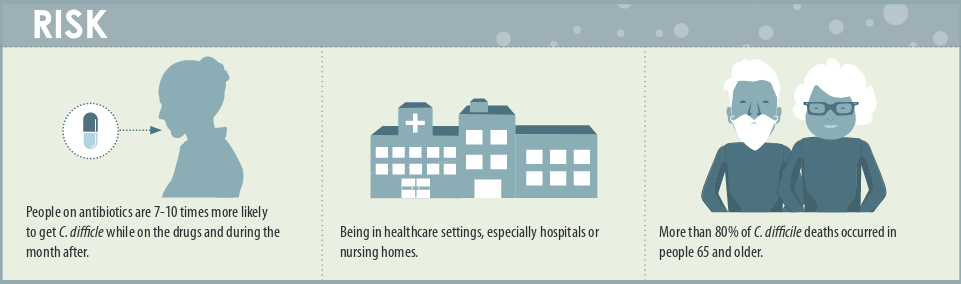 RISK
People on antibiotics are 7-10 times more likely
to get C. difficle while on the drugs and during the
month after.
Being in healthcare settings, especially hospitals or
nursing homes.
More than 80% of C. difficile deaths occurred in
people 65 and older.